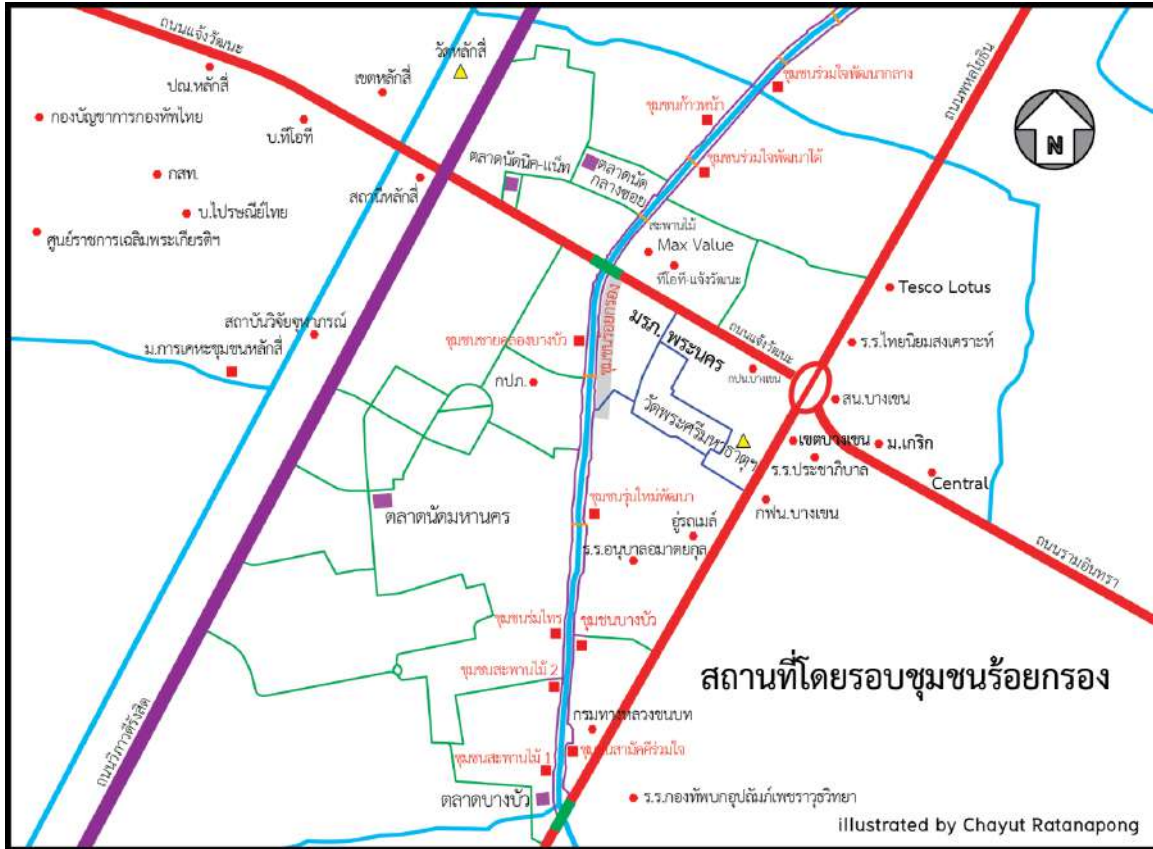 ถนนแจ้งวัฒนะ
วัดหลักสี่
ปณ.หลักสี่
เขตหลักสี่
ชุมชนร่วมใจพัฒนากลาง
ถนนพหลโยธิน
กองบัญชาการกองทัพไทย
บ.ทีโอที
ชุมชนก้าวหน้า
N
ตลาดนัดนิค-แน็ท
ตลาดนัด
กลางซอย
ชุมชนร่วมใจพัฒนาใต้
กสท.
สถานีหลักสี่
บ.ไปรษณีย์ไทย
สะพานไม้
ศูนย์ราชการเฉลิมพระเกียรติฯ
Max Value
ทีโอที-แจ้งวัฒนะ
Tesco Lotus
ชุมชนร้อยกรอง
มรภ. พระนคร
ถนนแจ้งวัฒนะ
สถาบันวิจัยจุฬาภรณ์
ชุมชนชายคลองบางบัว
ร.ร.ไทยนิยมสงเคราะห์
ม.การเคหะชุมชนหลักสี่
กปภ.
กปน.บางเขน
สน.บางเขน
วัดพระศรีมหาธาตุฯ
เขตบางเขน
ม.เกริก
ร.ร.ประชาภิบาล
Central
ชุมชนรุ่นใหม่พัฒนา
กฟน.บางเขน
ตลาดนัดมหานคร
อู่รถเมล์
ร.ร.อนุบาลอมาตยกุล
ถนนรามอินทรา
ชุมชนร่มไทร
ชุมชนบางบัว
ชุมชนสะพานไม้ 2
สถานที่โดยรอบชุมชนร้อยกรอง
กรมทางหลวงชนบท
ถนนวิภาวดีรังสิต
ชุมชนสะพานไม้ 1
ชุมชนสามัคคีร่วมใจ
ตลาดบางบัว
ร.ร.กองทัพบกอุปถัมภ์เพชราวุธวิทยา
illustrated by Chayut Ratanapong